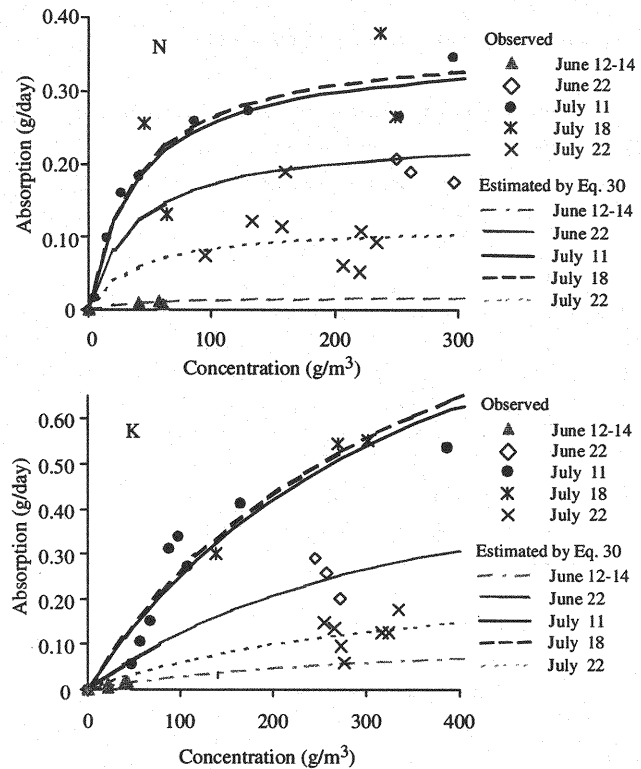 N
Absorption (g/day)
0.40
0.30
0.20
0.10
0
0
100
200
300
Concentration (g/m³)
Observed
June 12-14
June 22
July 11
July 18
July 22
Estimated by Eq. 30
June 12-14
June 22
July 11
July 18
July 22
K
Absorption (g/day)
0.60
0.50
0.40
0.30
0.20
0.10
0
0
100
200
300
400
Concentration (g/m³)
Observed
June 12-14
June 22
July 11
July 18
July 22
Estimated by Eq. 30
June 12-14
June 22
July 11
July 18
July 22